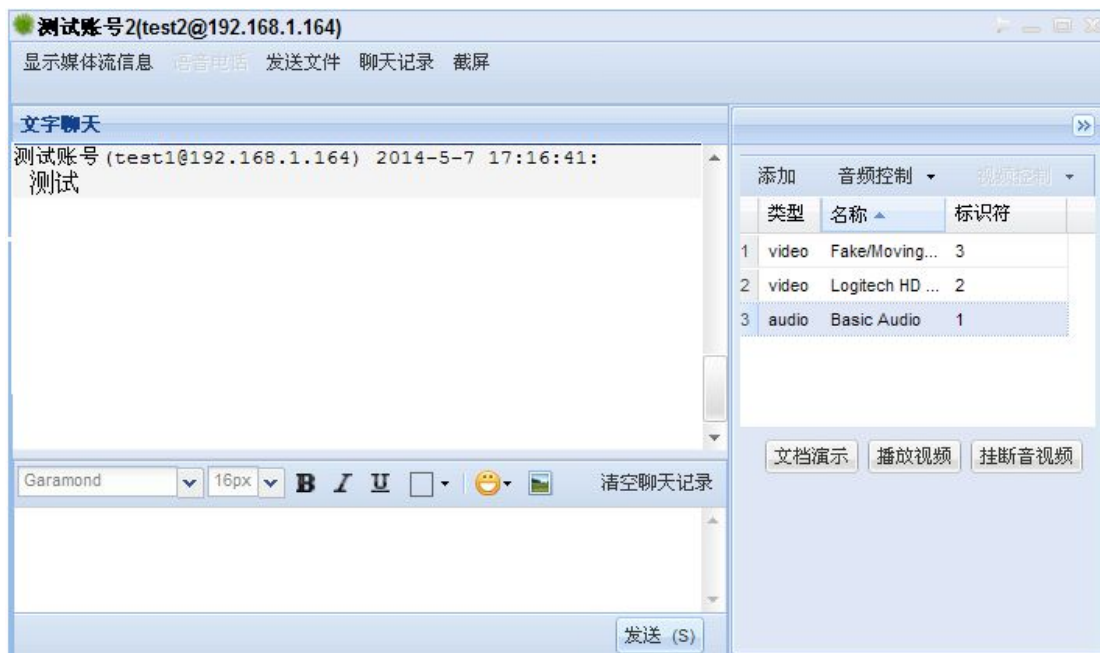 测试账号2(test2@192.168.1.164)
显示媒体流信息 语音电话 发送文件 聊天记录 截屏
文字聊天
测试账号(test1@192.168.1.164) 2014-5-7 17:16:41:
测试
Garamond 16px B I U 清空聊天记录
发送 (S)
添加 音频控制 视频控制
类型 名称 标识符
1 video Fake/Moving... 3
2 video Logitech HD ... 2
3 audio Basic Audio 1
文档演示 播放视频 挂断音视频